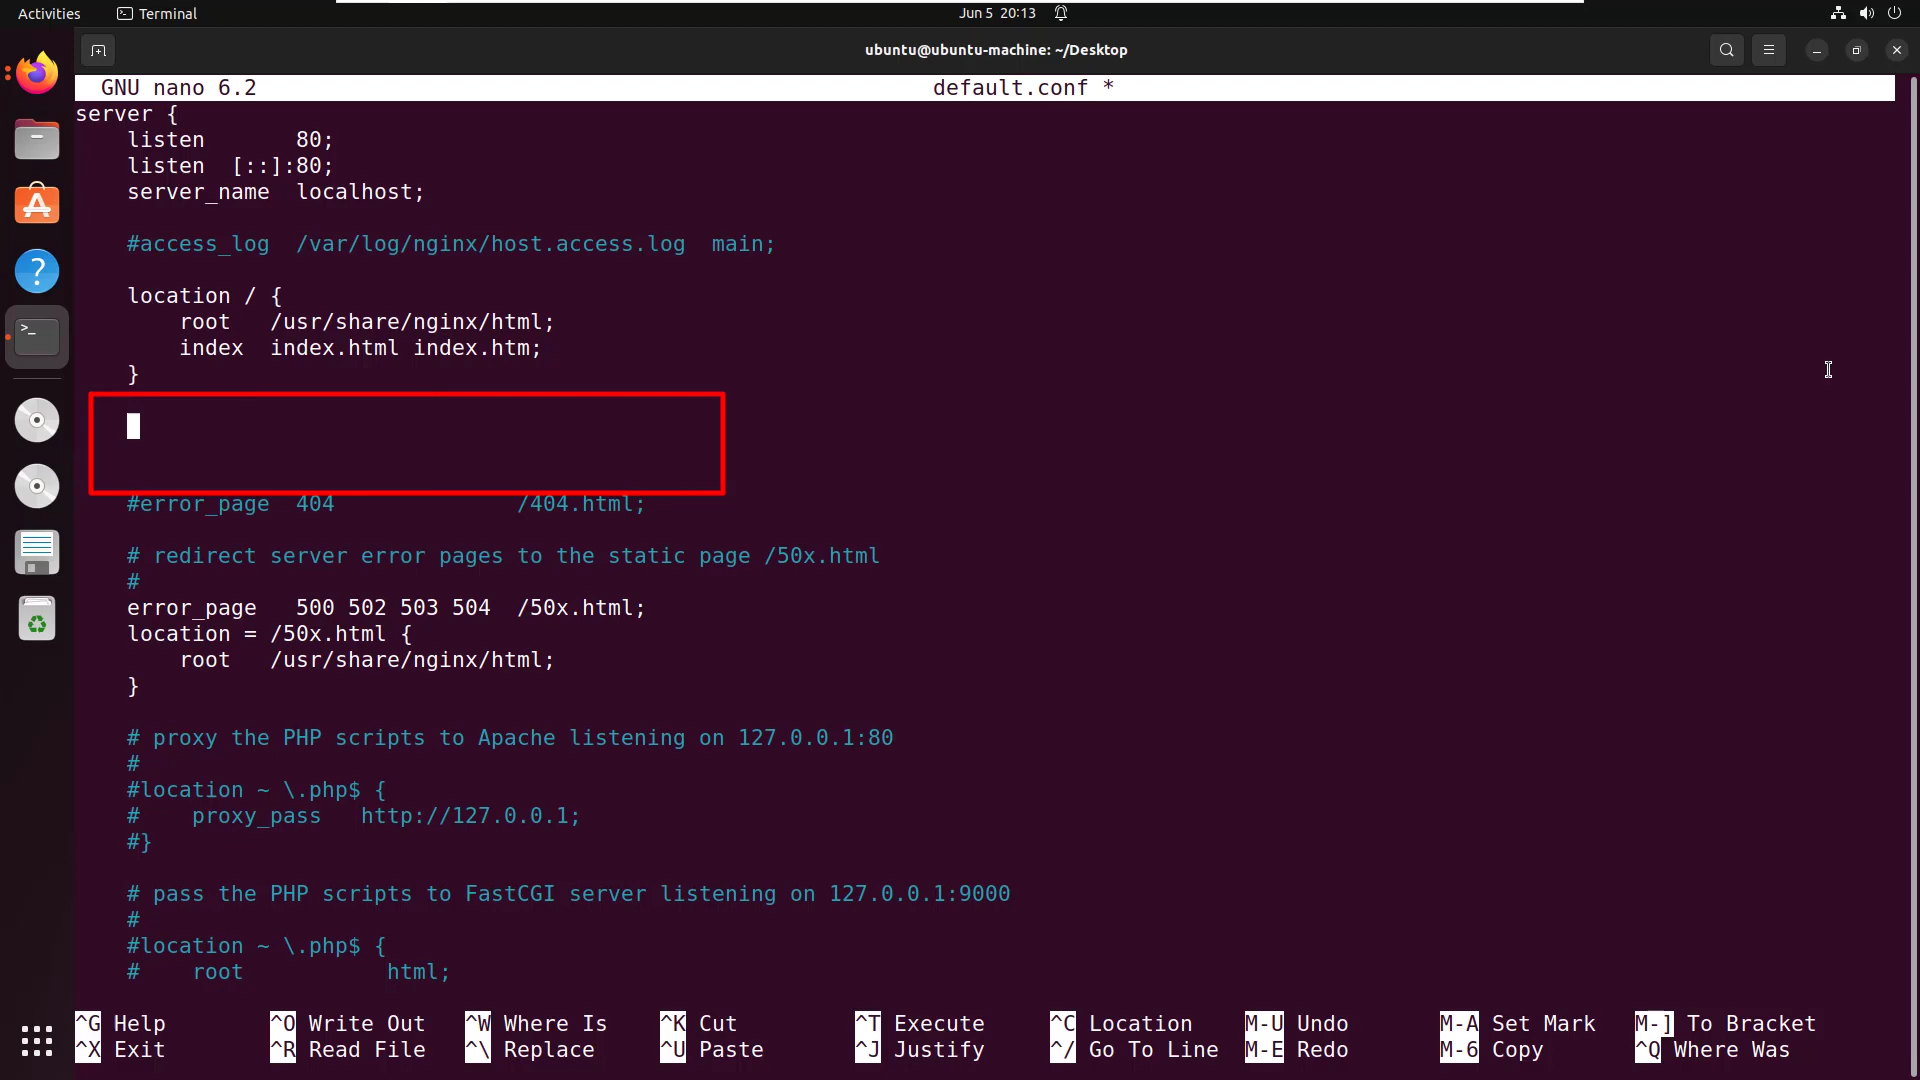 Activities Terminal Jun 5 20:13
ubuntu@ubuntu-machine: ~/Desktop
GNU nano 6.2 default.conf *
server {
    listen       80;
    listen  [::]:80;
    server_name  localhost;
    #access_log  /var/log/nginx/host.access.log  main;
    location / {
        root   /usr/share/nginx/html;
        index  index.html index.htm;
    }
    #error_page  404              /404.html;
    # redirect server error pages to the static page /50x.html
    #
    error_page   500 502 503 504  /50x.html;
    location = /50x.html {
        root   /usr/share/nginx/html;
    }
    # proxy the PHP scripts to Apache listening on 127.0.0.1:80
    #
    #location ~ \.php$ {
    #    proxy_pass   http://127.0.0.1;
    #}
    # pass the PHP scripts to FastCGI server listening on 127.0.0.1:9000
    #
    #location ~ \.php$ {
    #    root           html;
^G Help ^O Write Out ^W Where Is ^K Cut ^T Execute ^C Location M-U Undo M-A Set Mark M-] To Bracket
^X Exit ^R Read File ^\ Replace ^U Paste ^J Justify ^/ Go To Line M-E Redo M-6 Copy ^Q Where Was